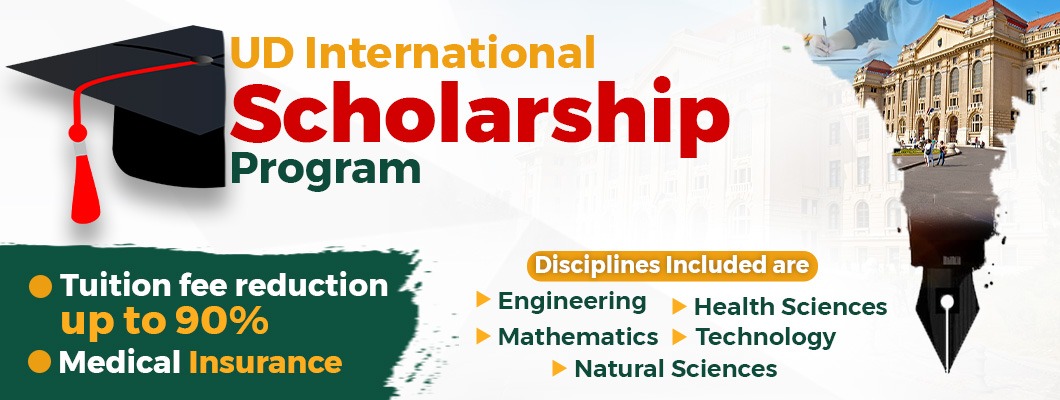 UD International
Scholarship
Program
Tuition fee reduction
up to 90%
Medical Insurance
Disciplines Included are
Engineering
Health Sciences
Mathematics
Technology
Natural Sciences